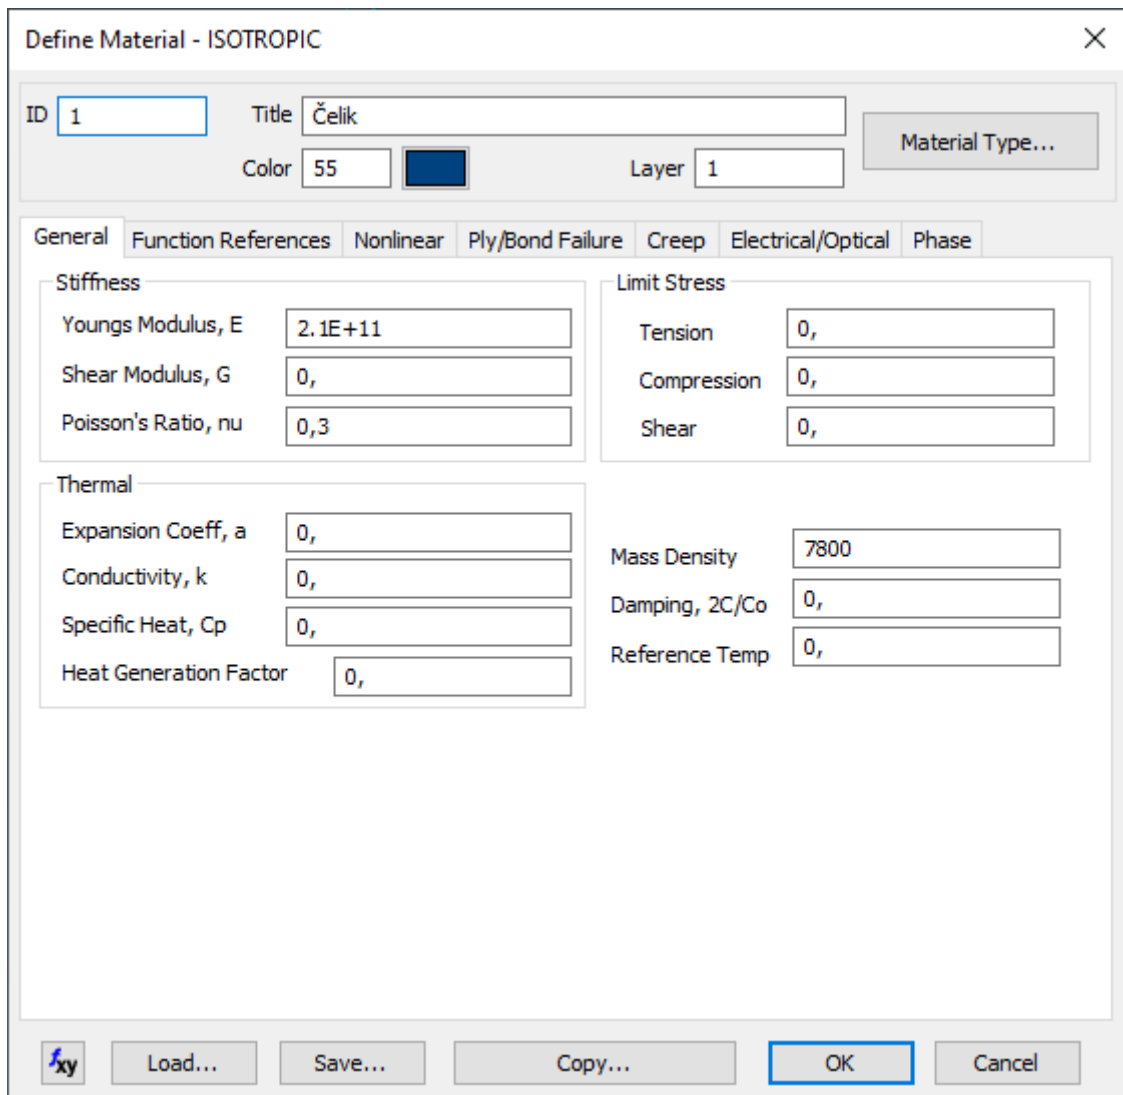 Define Material - ISOTROPIC
ID 1 Title Čelik
Material Type...
Color 55 Layer 1
General Function References Nonlinear Ply/Bond Failure Creep Electrical/Optical Phase
Stiffness
Youngs Modulus, E 2.1E+11
Shear Modulus, G 0,
Poisson's Ratio, nu 0,3
Limit Stress
Tension 0,
Compression 0,
Shear 0,
Thermal
Expansion Coeff, a 0,
Conductivity, k 0,
Specific Heat, Cp 0,
Heat Generation Factor 0,
Mass Density 7800
Damping, 2C/Co 0,
Reference Temp 0,
fxy Load... Save... Copy... OK Cancel